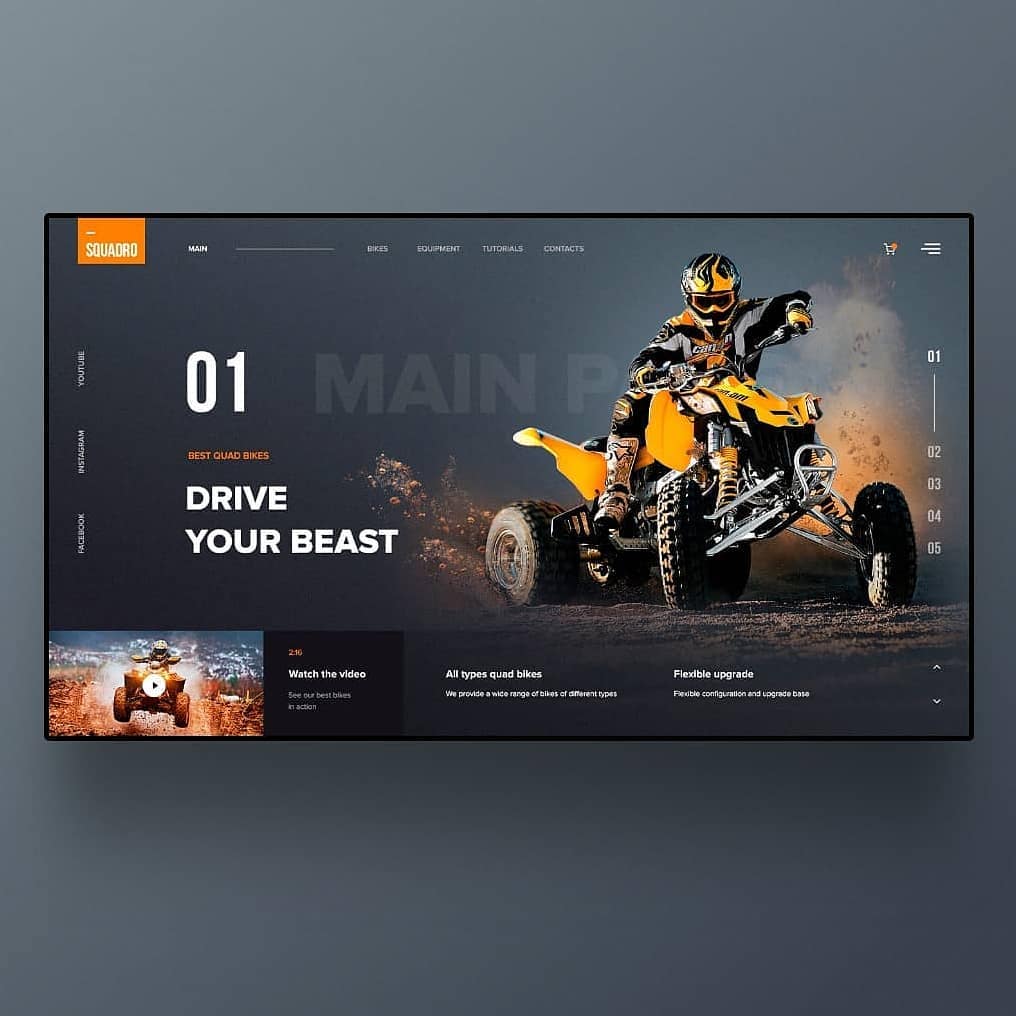 SQUADRO
MAIN
BIKES
EQUIPMENT
TUTORIALS
CONTACTS
YOUTUBE
INSTAGRAM
FACEBOOK
01
MAIN P
BEST QUAD BIKES
DRIVE
YOUR BEAST
can-am
01
02
03
04
05
2:16
Watch the video
See our best bikes
in action
All types quad bikes
We provide a wide range of bikes of different types
Flexible upgrade
Flexible configuration and upgrade base